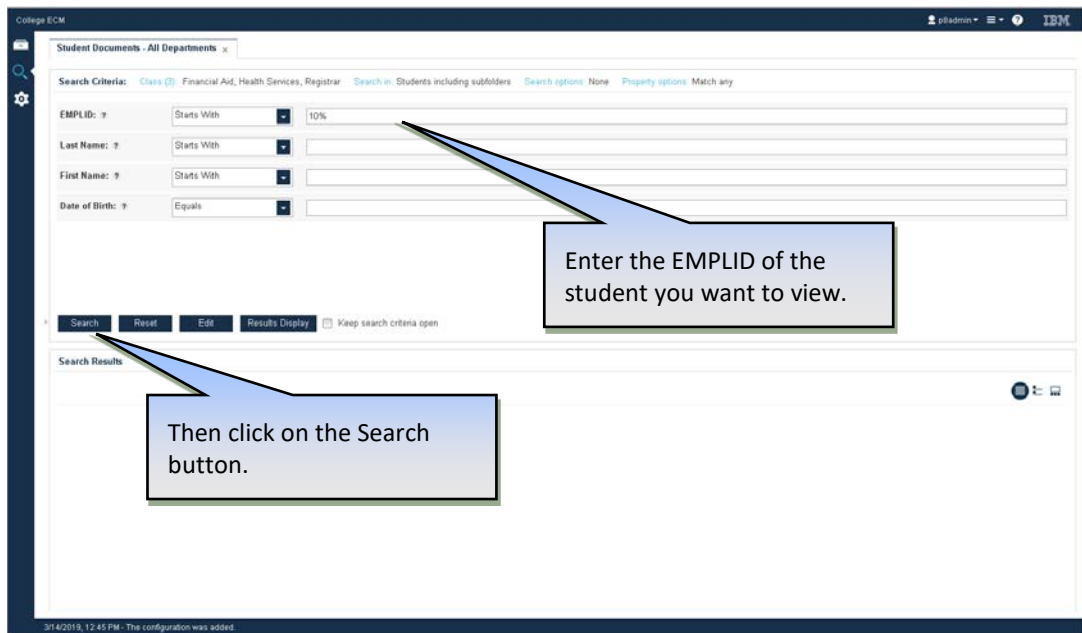 College ECM
p8admin
IBM
Student Documents - All Departments x
Search Criteria: Class (3): Financial Aid, Health Services, Registrar Search in: Students including subfolders Search options: None Property options: Match any
EMPLID: ? Starts With 10%
Last Name: ? Starts With
First Name: ? Starts With
Date of Birth: ? Equals
Enter the EMPLID of the
student you want to view.
Search Reset Edit Results Display Keep search criteria open
Search Results
Then click on the Search
button.
3/14/2019, 12:45 PM - The configuration was added.